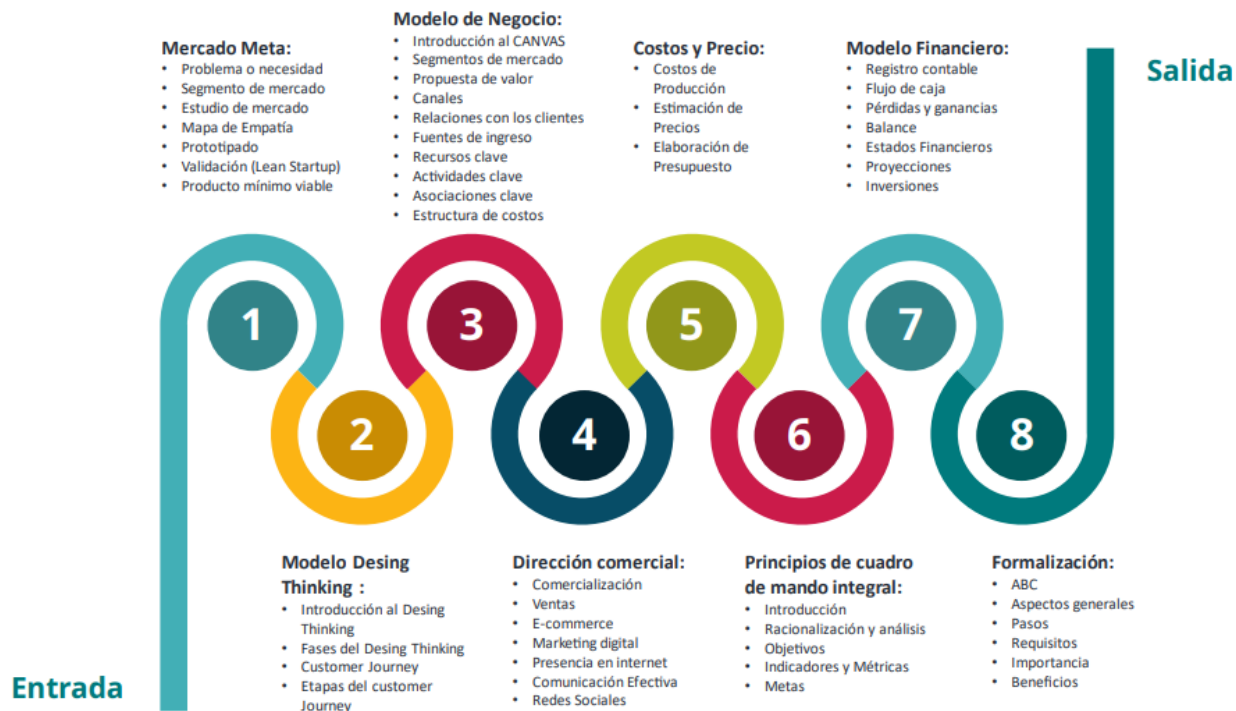 Mercado Meta:
• Problema o necesidad
• Segmento de mercado
• Estudio de mercado
• Mapa de Empatía
• Prototipado
• Validación (Lean Startup)
• Producto mínimo viable
Modelo de Negocio:
• Introducción al CANVAS
• Segmentos de mercado
• Propuesta de valor
• Canales
• Relaciones con los clientes
• Fuentes de ingreso
• Recursos clave
• Actividades clave
• Asociaciones clave
• Estructura de costos
Costos y Precio:
• Costos de
Producción
• Estimación de
Precios
• Elaboración de
Presupuesto
Modelo Financiero:
• Registro contable
• Flujo de caja
• Pérdidas y ganancias
• Balance
• Estados Financieros
• Proyecciones
• Inversiones
Salida
1
2
3
4
5
6
7
8
Entrada
Modelo Desing
Thinking :
• Introducción al Desing
Thinking
• Fases del Desing Thinking
• Customer Journey
• Etapas del customer
Journey
Dirección comercial:
• Comercialización
• Ventas
• E-commerce
• Marketing digital
• Presencia en internet
• Comunicación Efectiva
• Redes Sociales
Principios de cuadro
de mando integral:
• Introducción
• Racionalización y análisis
• Objetivos
• Indicadores y Métricas
• Metas
Formalización:
• ABC
• Aspectos generales
• Pasos
• Requisitos
• Importancia
• Beneficios